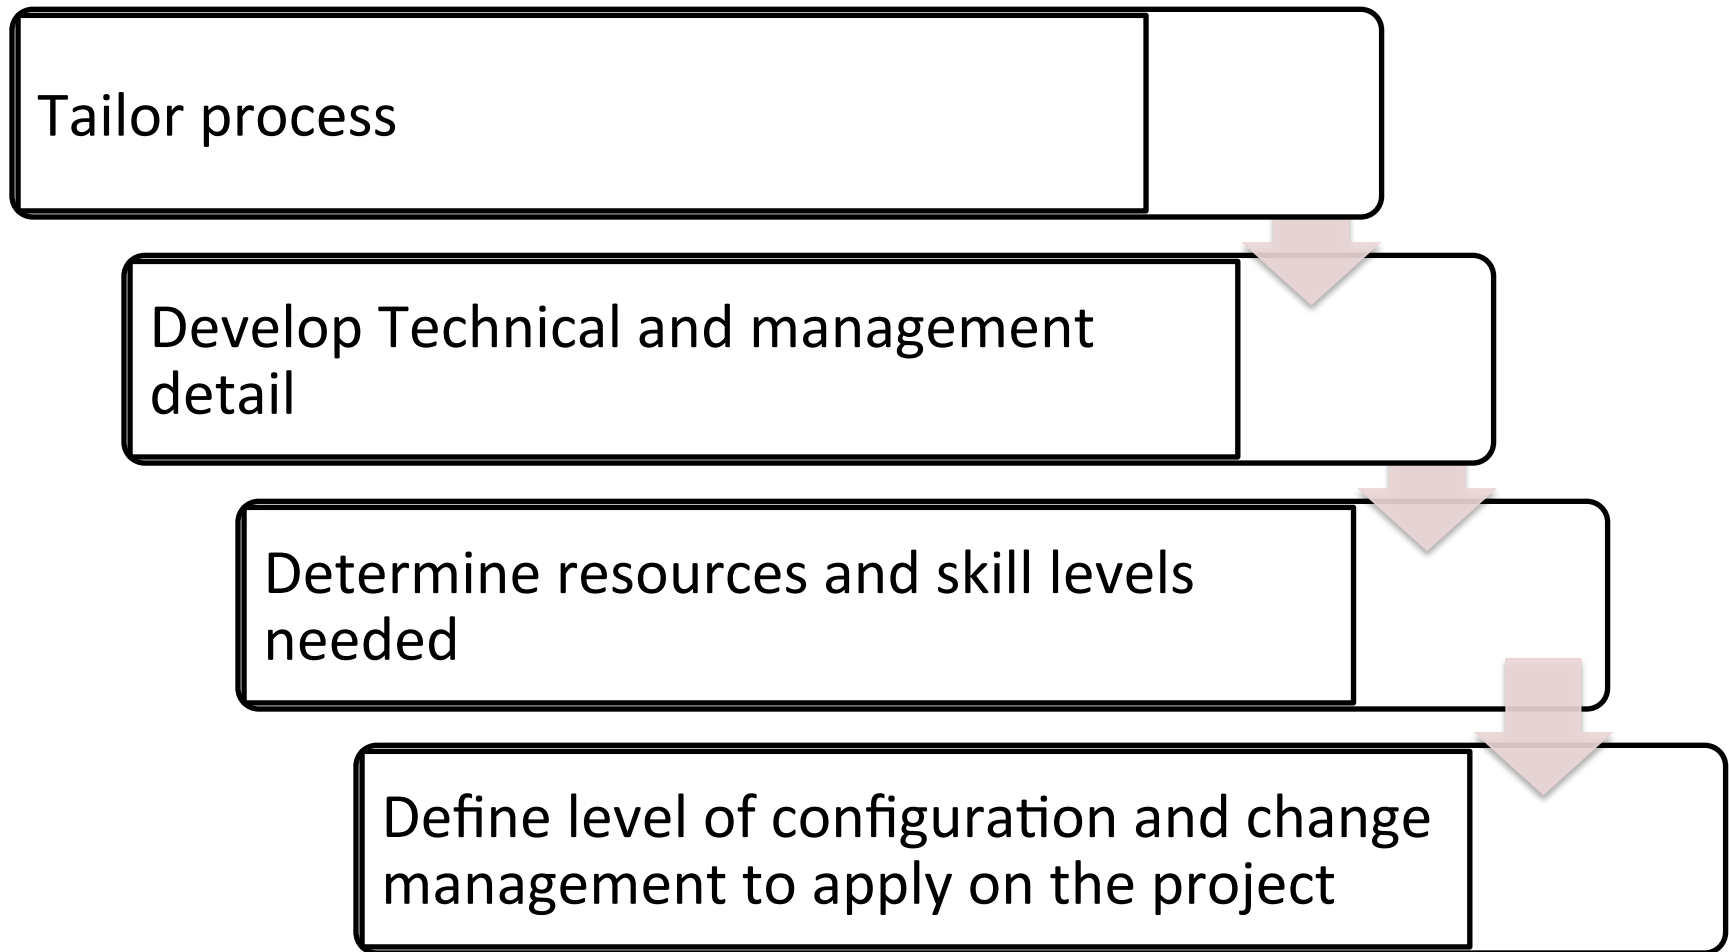 Tailor process
Develop Technical and management
detail
Determine resources and skill levels
needed
Define level of configuration and change
management to apply on the project